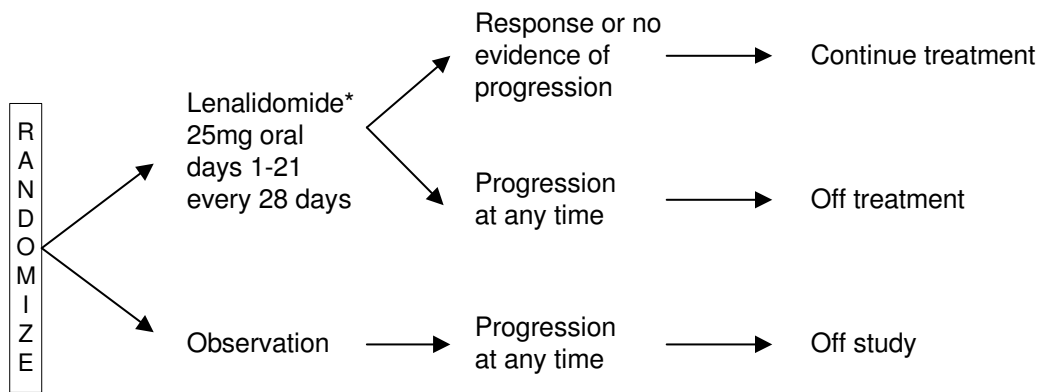 RANDOMIZE
Lenalidomide*
25mg oral
days 1-21
every 28 days
Response or no
evidence of
progression
Continue treatment
Progression
at any time
Off treatment
Observation
Progression
at any time
Off study